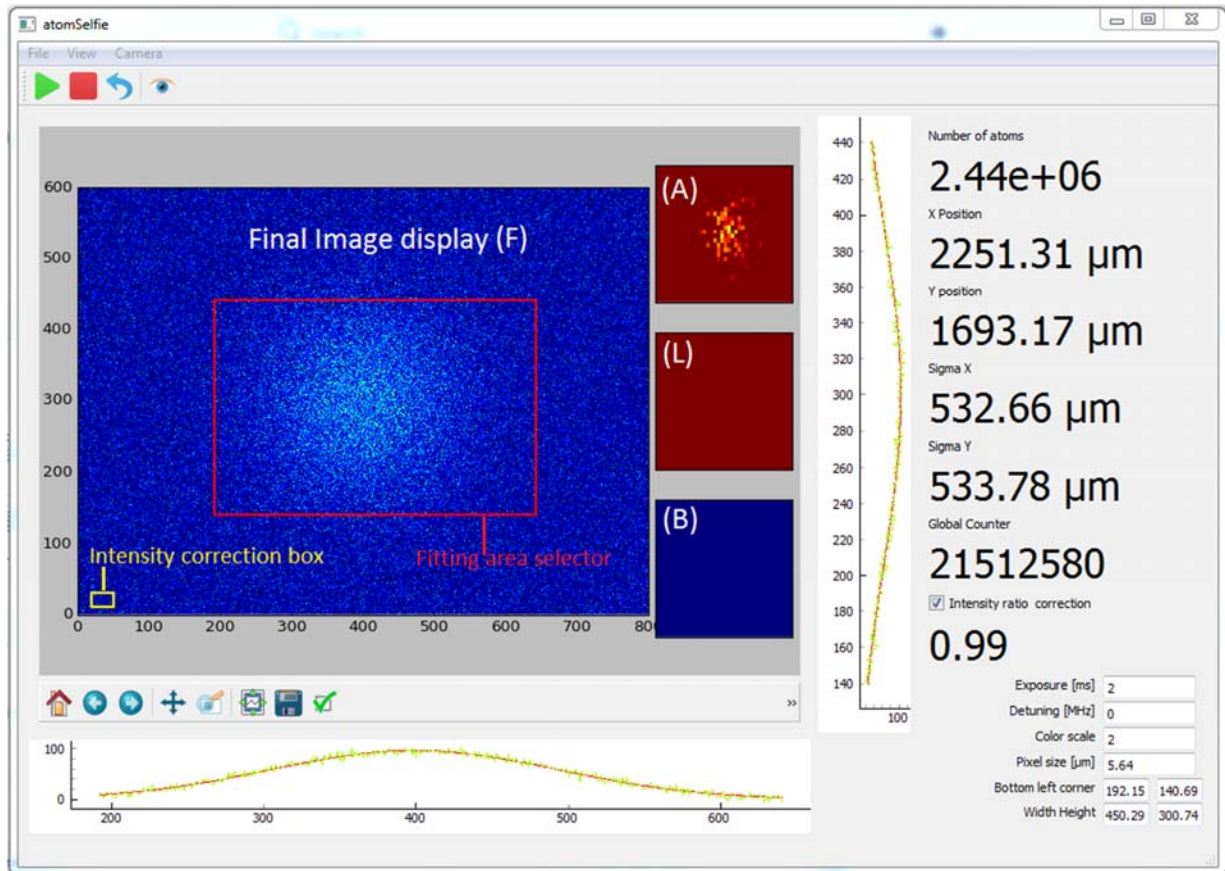 atomSelfie
File View Camera
Number of atoms
2.44e+06
X Position
2251.31 μm
Y position
1693.17 μm
Sigma X
532.66 μm
Sigma Y
533.78 μm
Global Counter
21512580
Intensity ratio correction
0.99
Exposure [ms] 2
Detuning [MHz] 0
Color scale 2
Pixel size [μm] 5.64
Bottom left corner 192.15 140.69
Width Height 450.29 300.74
Final Image display (F)
Intensity correction box
Fitting area selector
600
500
400
300
200
100
0
0 100 200 300 400 500 600 700 80
(A)
(L)
(B)
440
420
400
380
360
340
320
300
280
260
240
220
200
180
160
140
100
»
100
0
200 300 400 500 600